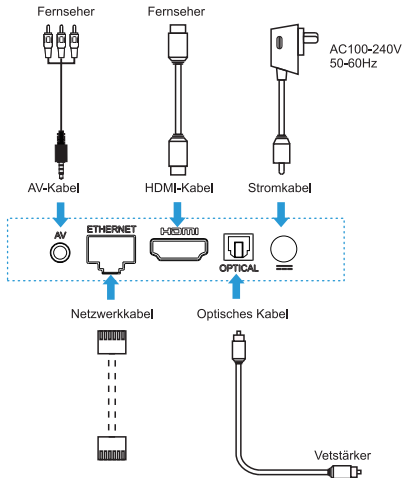 Fernseher
Fernseher
AC100-240V
50-60Hz
AV-Kabel
HDMI-Kabel
Stromkabel
AV
ETHERNET
HDMI
OPTICAL
Netzwerkkabel
Optisches Kabel
Vetstärker